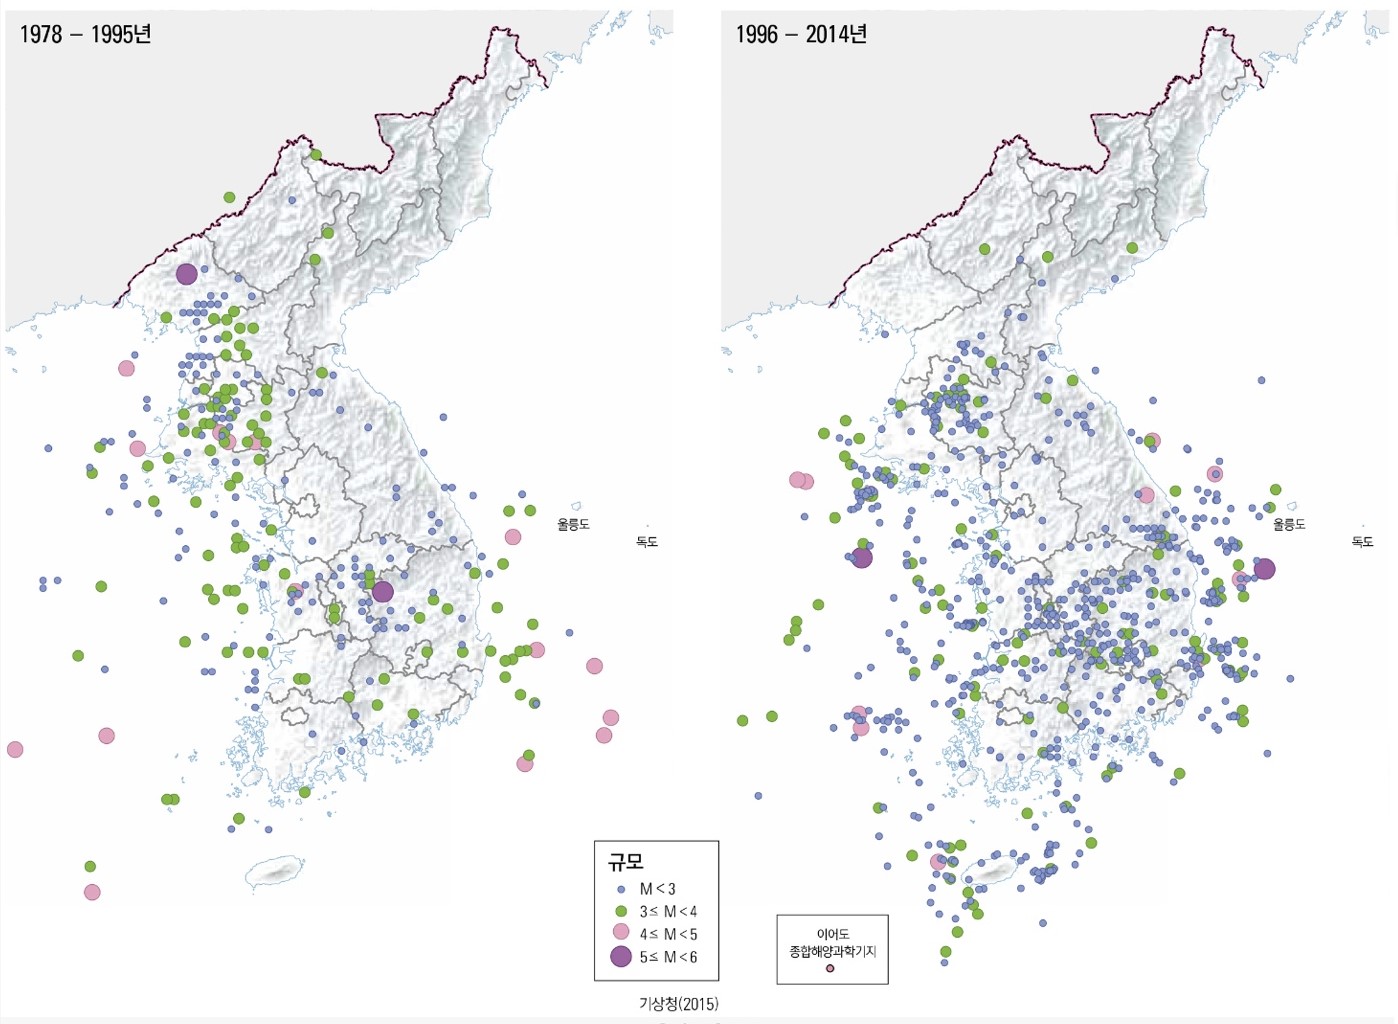 1978 – 1995년
1996 – 2014년
울릉도
독도
울릉도
독도
규모
M < 3
3 ≤ M < 4
4 ≤ M < 5
5 ≤ M < 6
이어도
종합해양과학기지
기상청(2015)